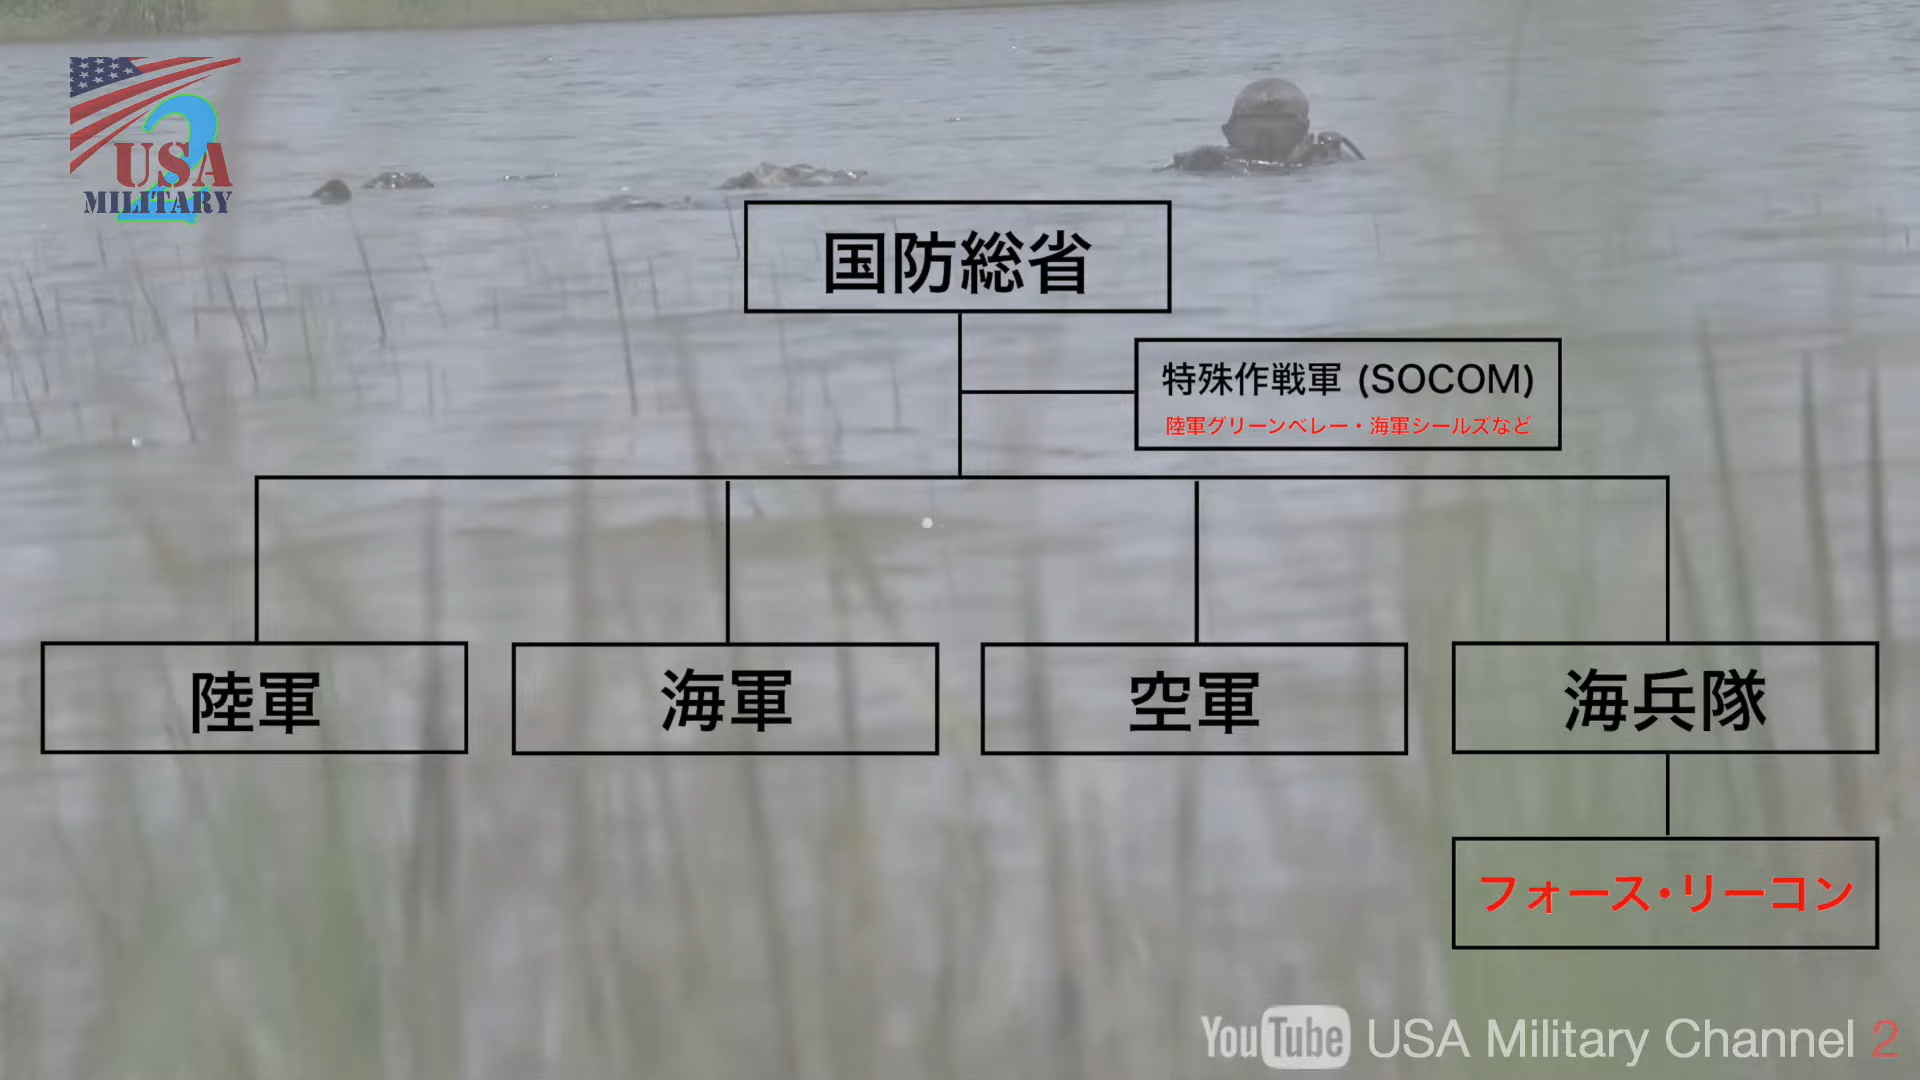 2
USA
MILITARY
国防総省
特殊作戦軍 (SOCOM)
陸軍グリーンベレー・海軍シールズなど
陸軍
海軍
空軍
海兵隊
フォース・リーコン
YouTube USA Military Channel 2